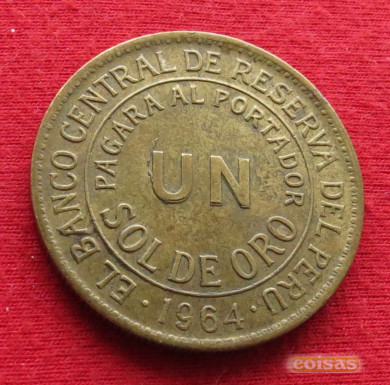 EL BANCO CENTRAL DE RESERVA DEL PERU
PAGARA AL PORTADOR
UN
SOL DE ORO
· 1964 ·
coisas